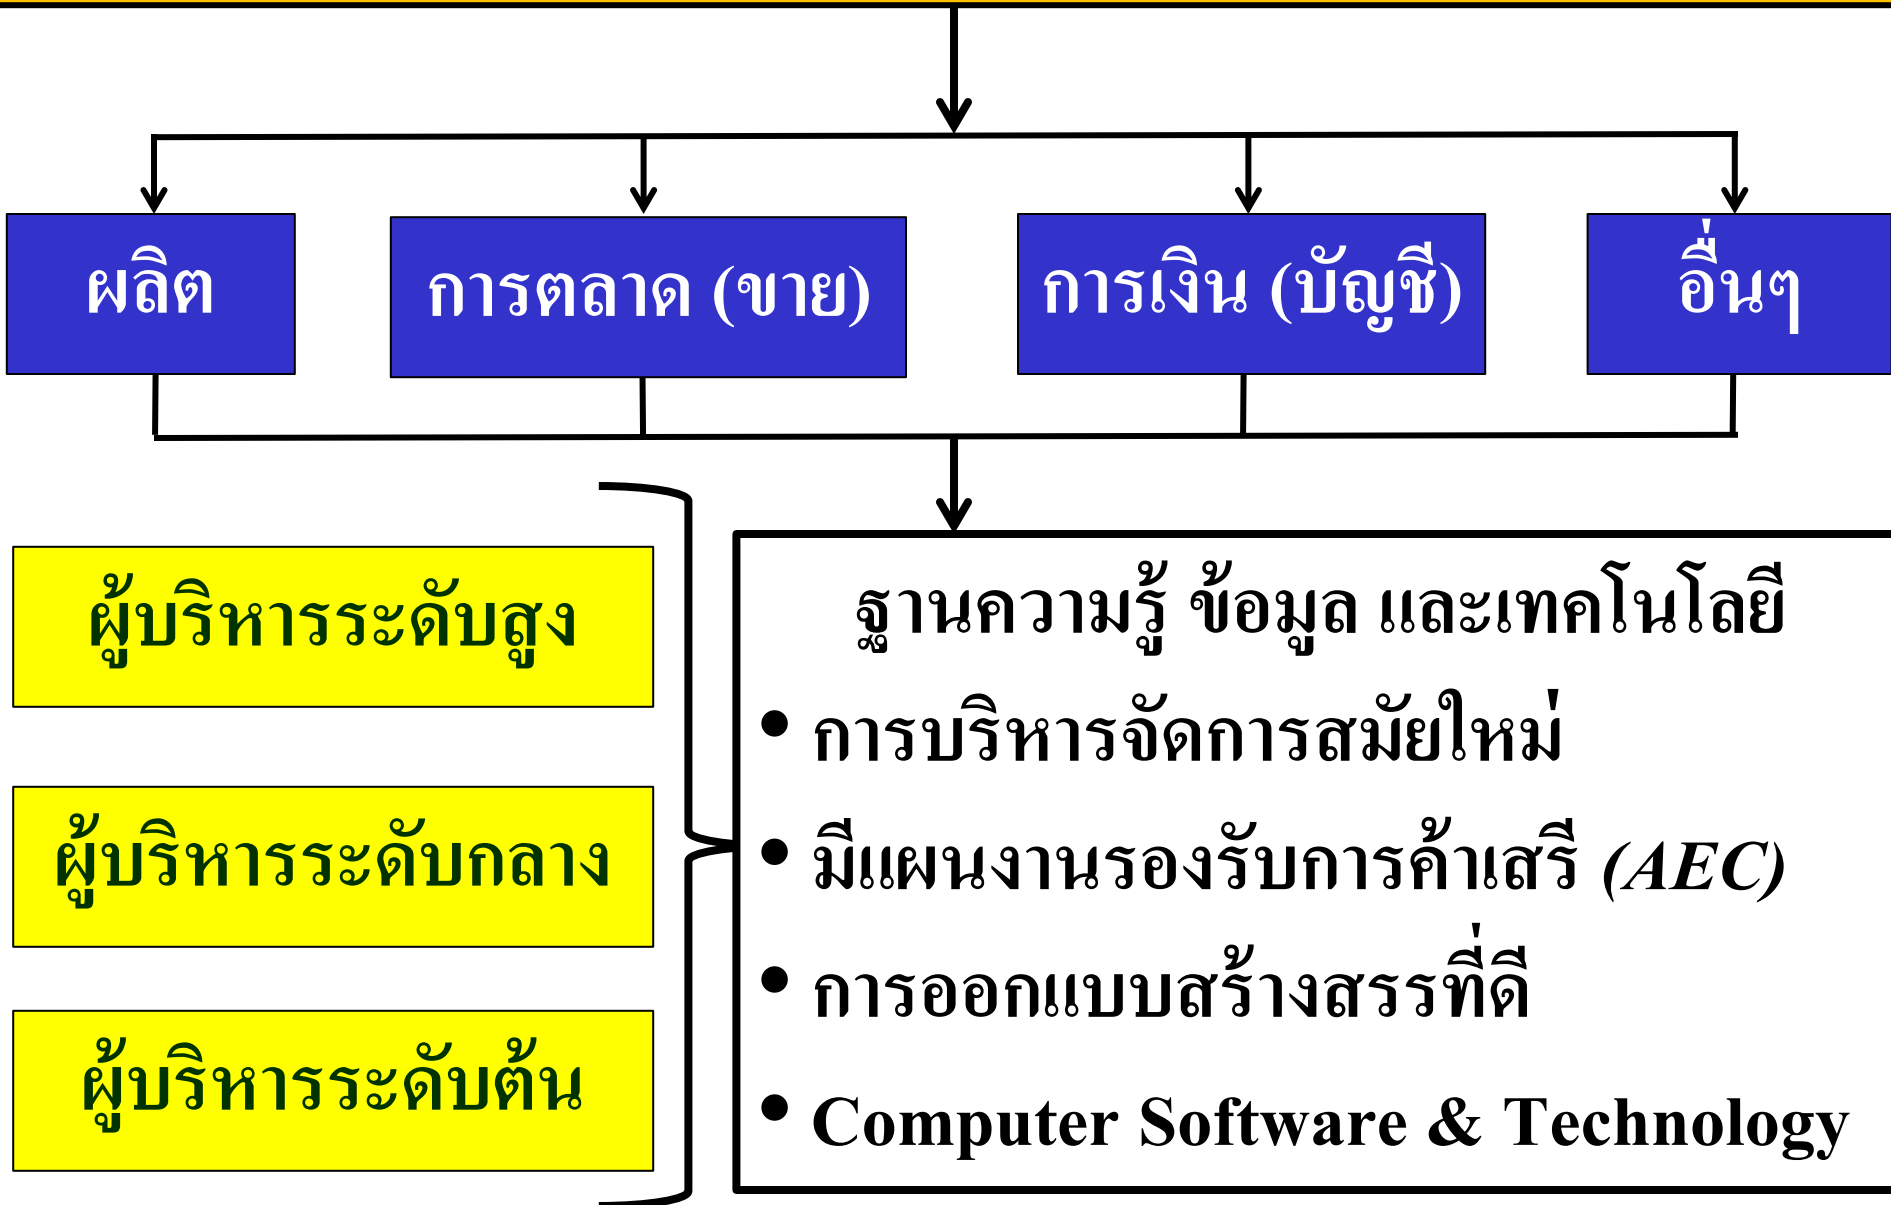 ผลิต
การตลาด (ขาย)
การเงิน (บัญชี)
อื่นๆ
ผู้บริหารระดับสูง
ผู้บริหารระดับกลาง
ผู้บริหารระดับต้น
ฐานความรู้ ข้อมูล และเทคโนโลยี
• การบริหารจัดการสมัยใหม่
• มีแผนงานรองรับการค้าเสรี (AEC)
• การออกแบบสร้างสรรที่ดี
• Computer Software & Technology